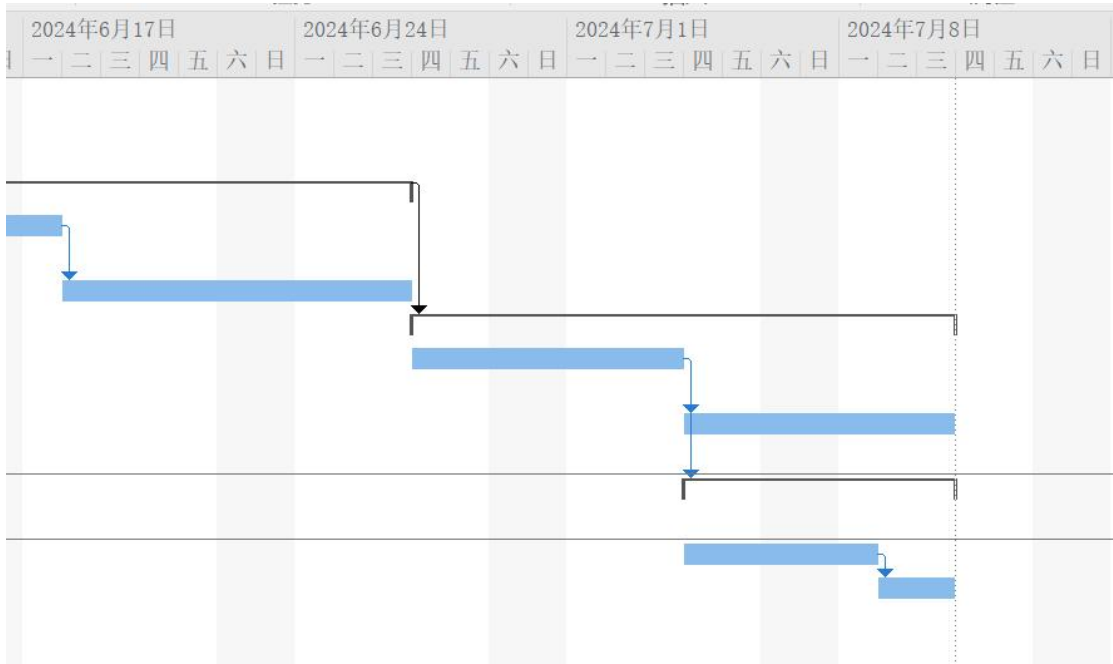 2024年6月17日 2024年6月24日 2024年7月1日 2024年7月8日
一 二 三 四 五 六 日 一 二 三 四 五 六 日 一 二 三 四 五 六 日 一 二 三 四 五 六 日